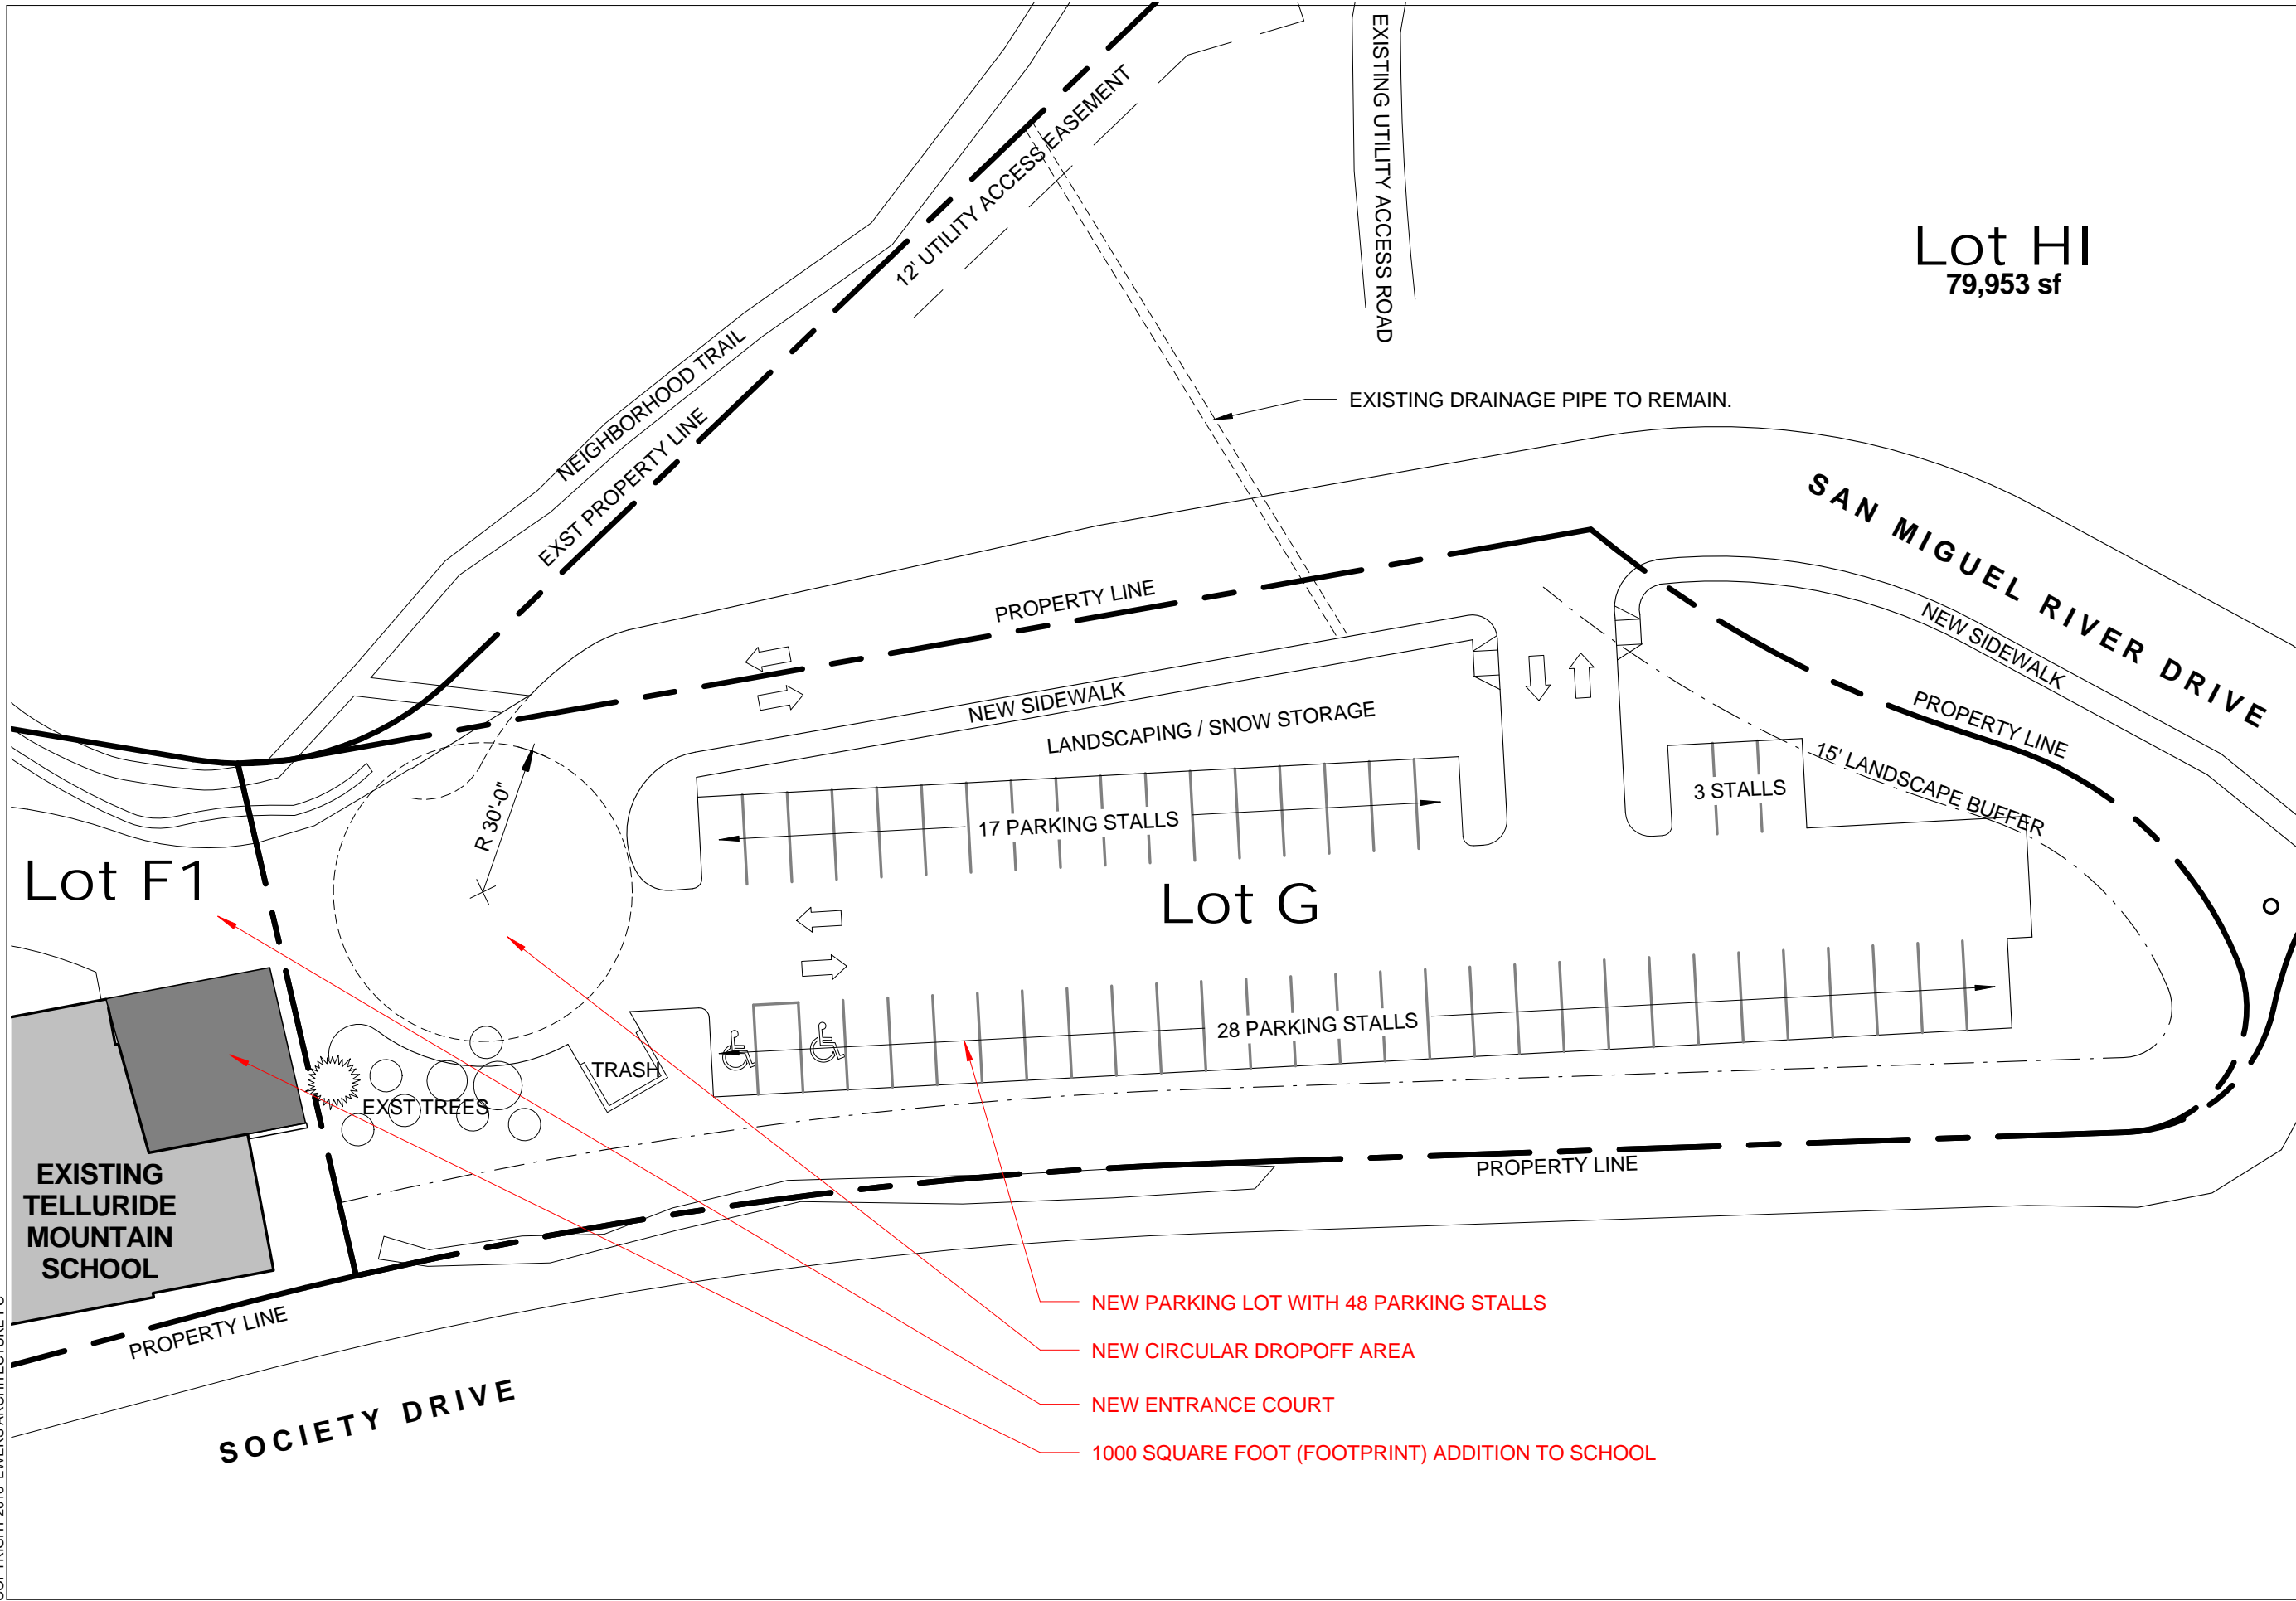 EXISTING UTILITY ACCESS ROAD
12' UTILITY ACCESS EASEMENT
Lot HI
79,953 sf
NEIGHBORHOOD TRAIL
EXST PROPERTY LINE
EXISTING DRAINAGE PIPE TO REMAIN.
SAN MIGUEL RIVER DRIVE
PROPERTY LINE
NEW SIDEWALK
NEW SIDEWALK
PROPERTY LINE
LANDSCAPING / SNOW STORAGE
15' LANDSCAPE BUFFER
3 STALLS
R 30'-0"
17 PARKING STALLS
Lot F1
Lot G
28 PARKING STALLS
TRASH
EXST TREES
EXISTING
TELLURIDE
MOUNTAIN
SCHOOL
PROPERTY LINE
PROPERTY LINE
SOCIETY DRIVE
NEW PARKING LOT WITH 48 PARKING STALLS
NEW CIRCULAR DROPOFF AREA
NEW ENTRANCE COURT
1000 SQUARE FOOT (FOOTPRINT) ADDITION TO SCHOOL